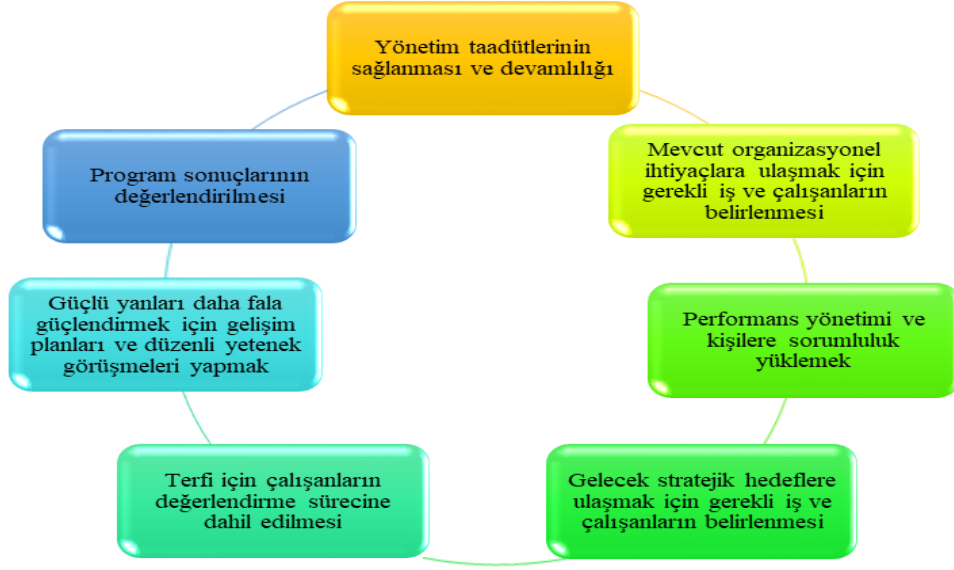 Yönetim taadütlerinin
sağlanması ve devamlılığı
Mevcut organizasyonel
ihtiyaçlara ulaşmak için
gerekli iş ve çalışanların
belirlenmesi
Performans yönetimi ve
kişilere sorumluluk
yüklemek
Gelecek stratejik hedeflere
ulaşmak için gerekli iş ve
çalışanların belirlenmesi
Terfi için çalışanların
değerlendirme sürecine
dahil edilmesi
Güçlü yanları daha fala
güçlendirmek için gelişim
planları ve düzenli yetenek
görüşmeleri yapmak
Program sonuçlarının
değerlendirilmesi